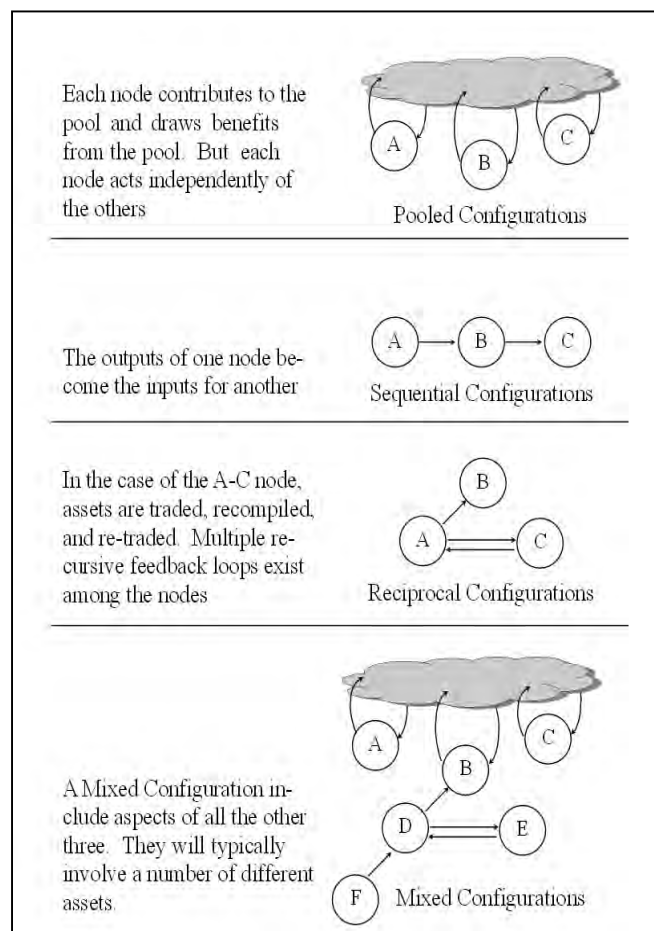 Each node contributes to the
pool and draws benefits
from the pool. But each
node acts independently of
the others
A
B
C
Pooled Configurations
The outputs of one node be-
come the inputs for another
A
B
C
Sequential Configurations
In the case of the A-C node,
assets are traded, recompiled,
and re-traded. Multiple re-
cursive feedback loops exist
among the nodes
B
A
C
Reciprocal Configurations
A Mixed Configuration in-
clude aspects of all the other
three. They will typically
involve a number of different
assets.
A
B
C
D
E
F
Mixed Configurations